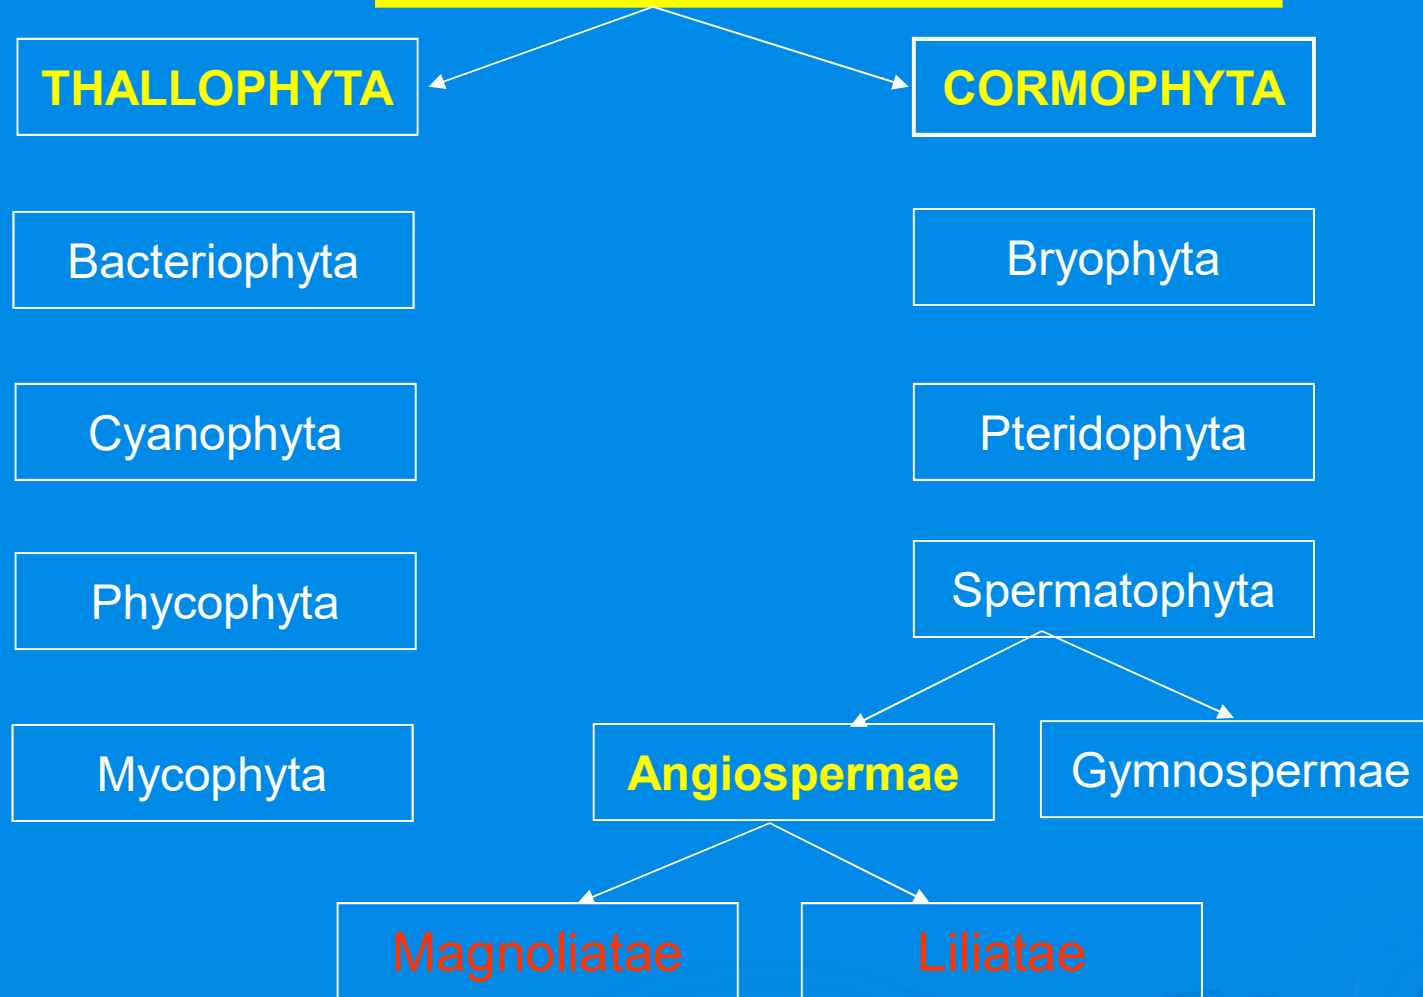 THALLOPHYTA
CORMOPHYTA
Bacteriophyta
Bryophyta
Cyanophyta
Pteridophyta
Phycophyta
Spermatophyta
Mycophyta
Angiospermae
Gymnospermae
Magnoliatae
Liliatae